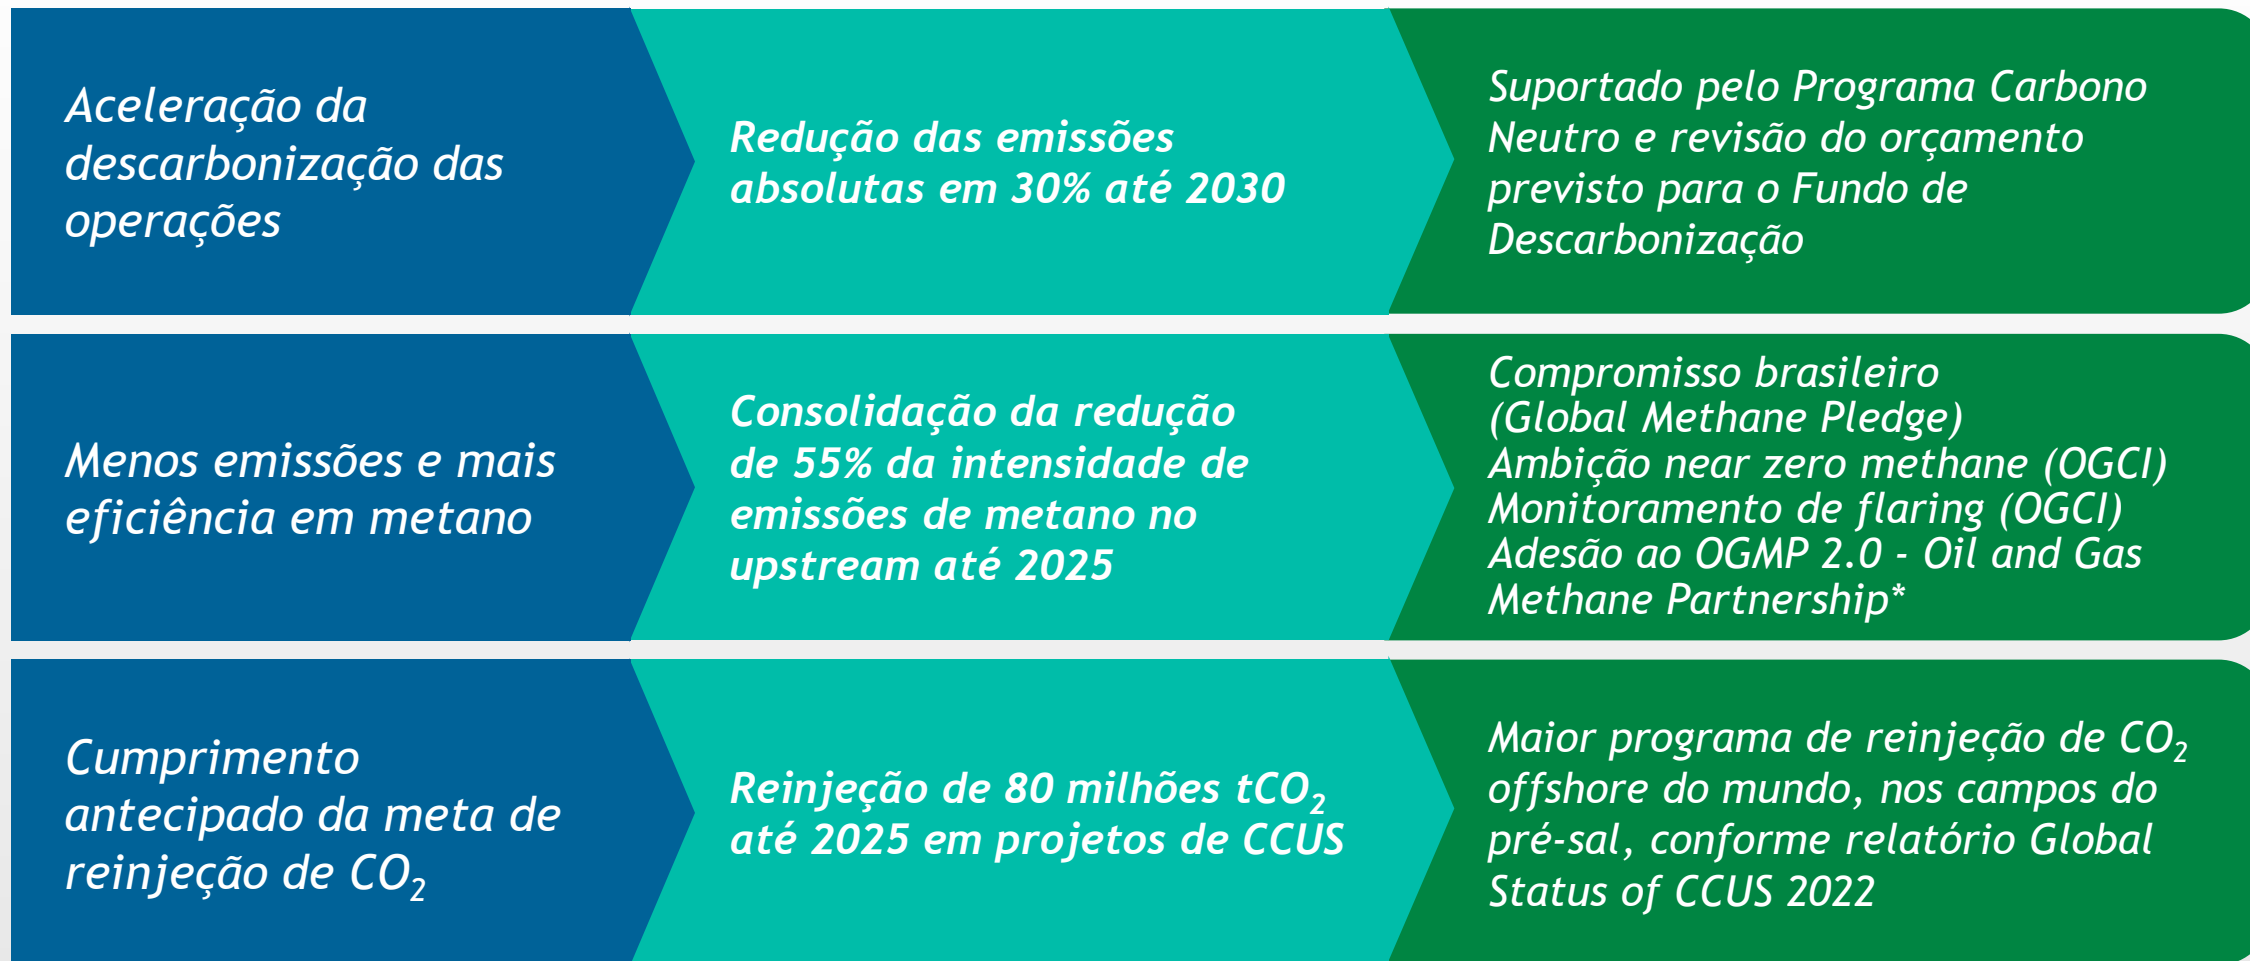 Aceleração da
descarbonização das
operações
Redução das emissões
absolutas em 30% até 2030
Suportado pelo Programa Carbono
Neutro e revisão do orçamento
previsto para o Fundo de
Descarbonização
Menos emissões e mais
eficiência em metano
Consolidação da redução
de 55% da intensidade de
emissões de metano no
upstream até 2025
Compromisso brasileiro
(Global Methane Pledge)
Ambição near zero methane (OGCI)
Monitoramento de flaring (OGCI)
Adesão ao OGMP 2.0 - Oil and Gas
Methane Partnership*
Cumprimento
antecipado da meta de
reinjeção de CO₂
Reinjeção de 80 milhões tCO₂
até 2025 em projetos de CCUS
Maior programa de reinjeção de CO₂
offshore do mundo, nos campos do
pré-sal, conforme relatório Global
Status of CCUS 2022